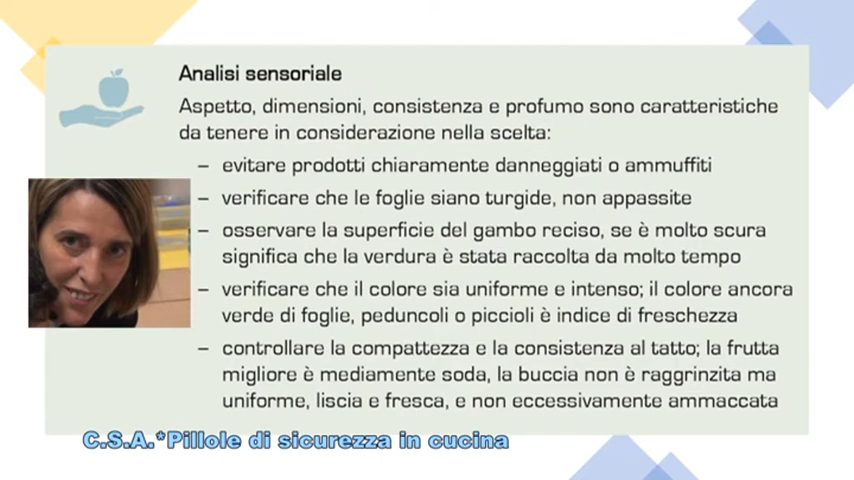 Analisi sensoriale
Aspetto, dimensioni, consistenza e profumo sono caratteristiche
da tenere in considerazione nella scelta:
– evitare prodotti chiaramente danneggiati o ammuffiti
– verificare che le foglie siano turgide, non appassite
– osservare la superficie del gambo reciso, se è molto scura
significa che la verdura è stata raccolta da molto tempo
– verificare che il colore sia uniforme e intenso; il colore ancora
verde di foglie, peduncoli o piccioli è indice di freschezza
– controllare la compattezza e la consistenza al tatto; la frutta
migliore è mediamente soda, la buccia non è raggrinzita ma
uniforme, liscia e fresca, e non eccessivamente ammaccata
C.S.A.*Pillole di sicurezza in cucina